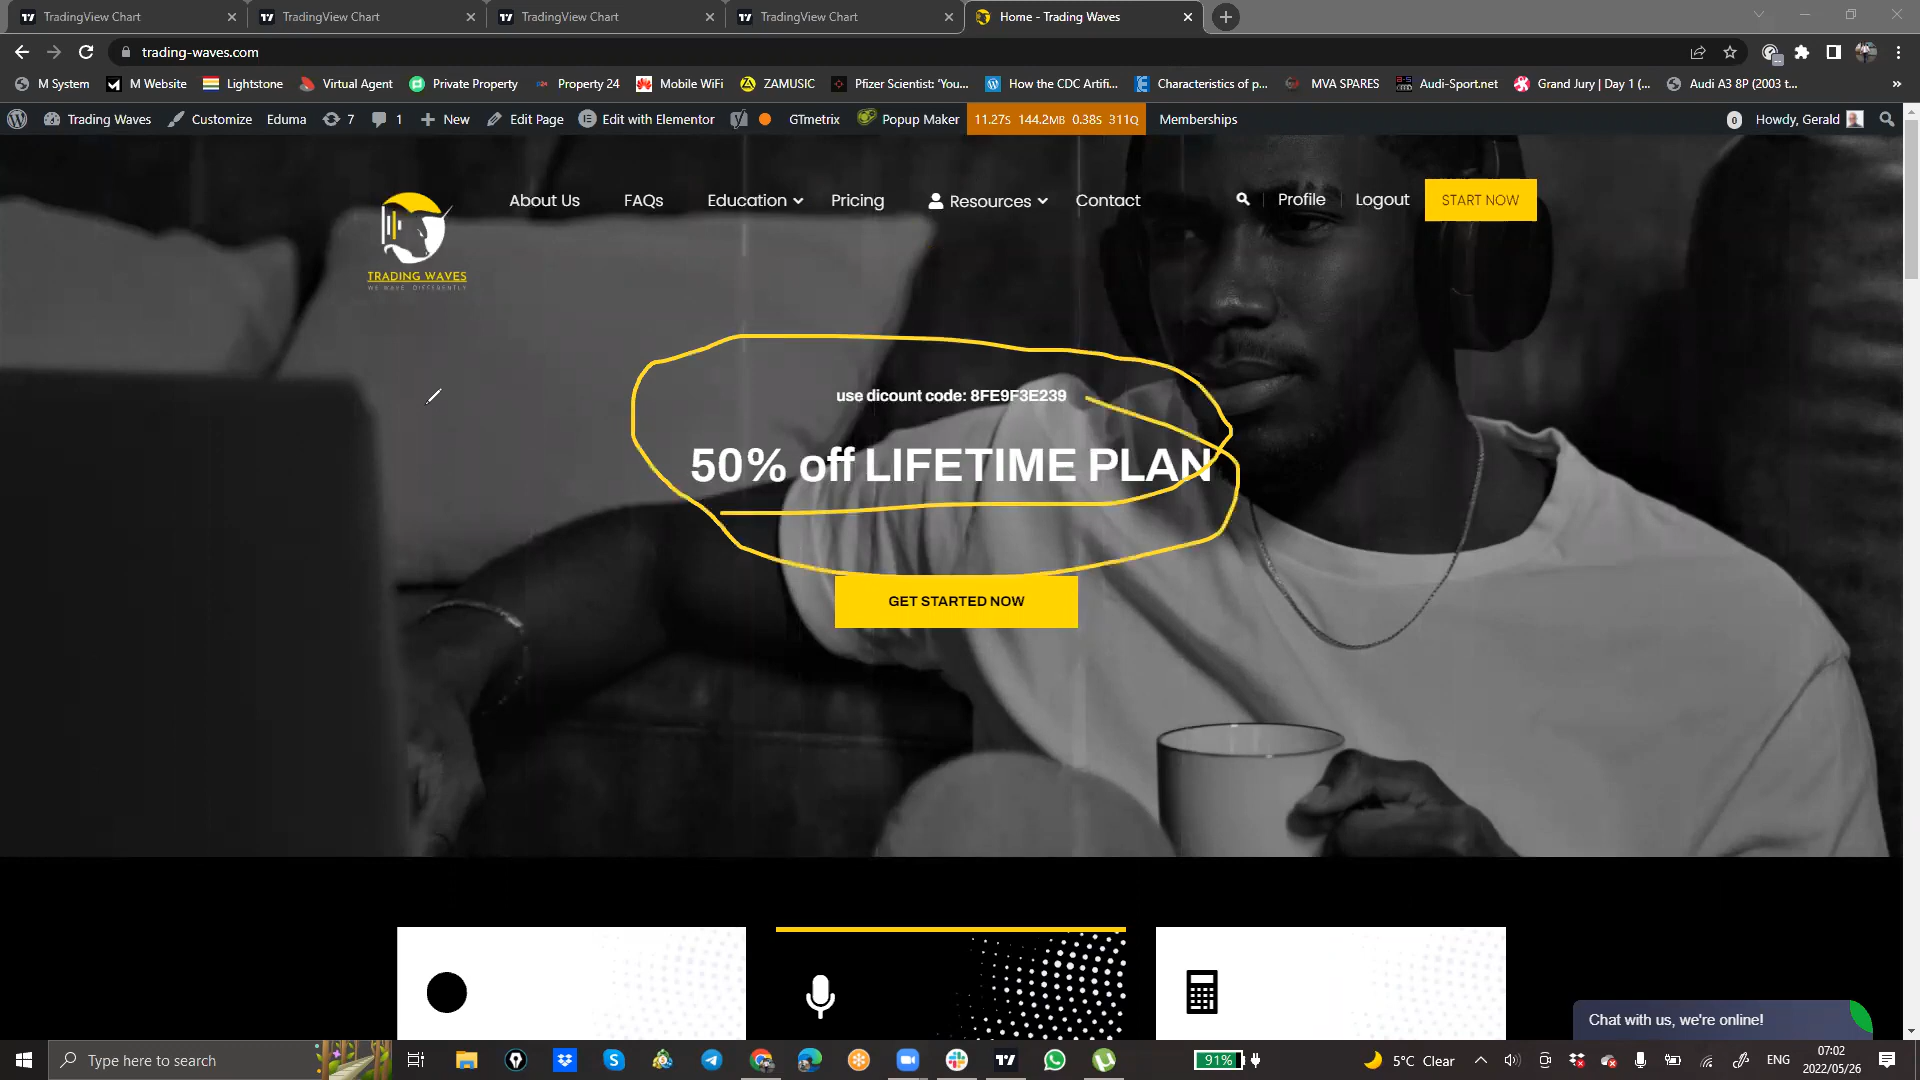 TradingView Chart
TradingView Chart
TradingView Chart
TradingView Chart
Home - Trading Waves
trading-waves.com
M System
M Website
Lightstone
Virtual Agent
Private Property
Property 24
Mobile WiFi
ZAMUSIC
Pfizer Scientist: 'You...
How the CDC Artifi...
Characteristics of p...
MVA SPARES
Audi-Sport.net
Grand Jury | Day 1 (...
Audi A3 8P (2003 t...
»
Trading Waves
Customize
Eduma
7
1
New
Edit Page
Edit with Elementor
GTmetrix
Popup Maker
11.27S 144.2MB 0.38S 311Q
Memberships
0
Howdy, Gerald
TRADING WAVES
WE WAVE DIFFERENTLY
About Us
FAQs
Education
Pricing
Resources
Contact
Profile
Logout
START NOW
use dicount code: 8FE9F3E239
50% off LIFETIME PLAN
GET STARTED NOW
Chat with us, we're online!
Type here to search
91%
5°C Clear
ENG
07:02
2022/05/26